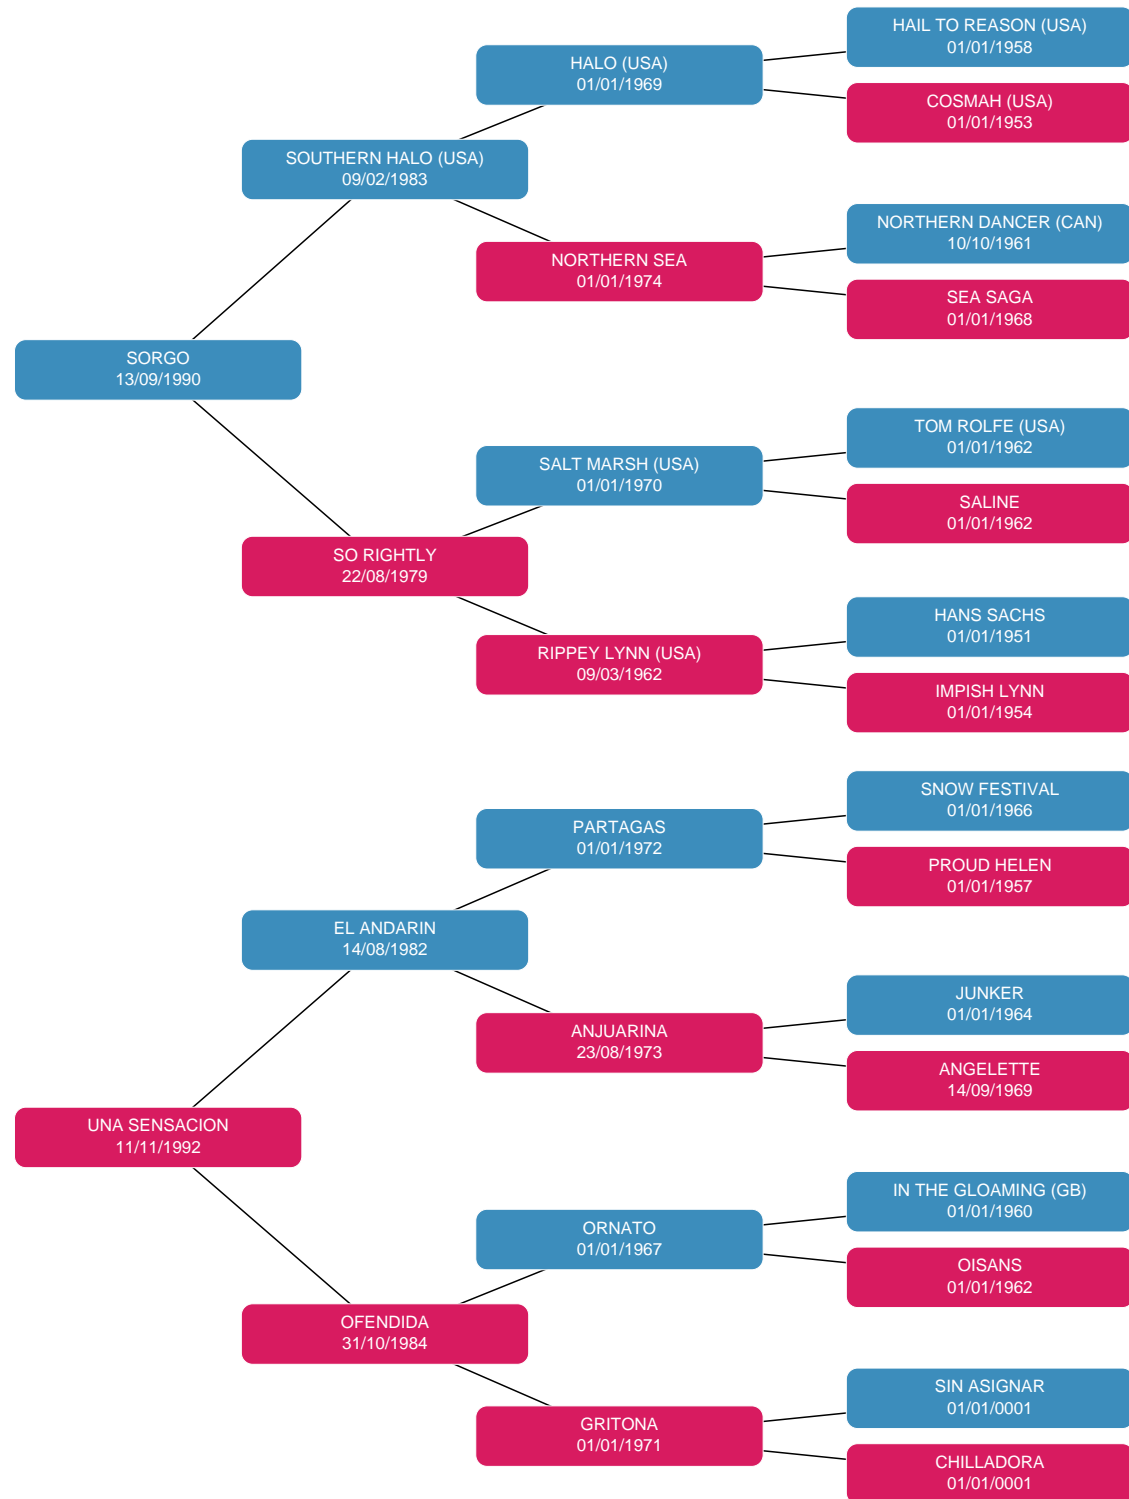 HAIL TO REASON (USA)
01/01/1958
HALO (USA)
01/01/1969
COSMAH (USA)
01/01/1953
SOUTHERN HALO (USA)
09/02/1983
NORTHERN DANCER (CAN)
10/10/1961
NORTHERN SEA
01/01/1974
SEA SAGA
01/01/1968
SORGO
13/09/1990
TOM ROLFE (USA)
01/01/1962
SALT MARSH (USA)
01/01/1970
SALINE
01/01/1962
SO RIGHTLY
22/08/1979
HANS SACHS
01/01/1951
RIPPEY LYNN (USA)
09/03/1962
IMPISH LYNN
01/01/1954
SNOW FESTIVAL
01/01/1966
PARTAGAS
01/01/1972
PROUD HELEN
01/01/1957
EL ANDARIN
14/08/1982
JUNKER
01/01/1964
ANJUARINA
23/08/1973
ANGELETTE
14/09/1969
UNA SENSACION
11/11/1992
IN THE GLOAMING (GB)
01/01/1960
ORNATO
01/01/1967
OISANS
01/01/1962
OFENDIDA
31/10/1984
SIN ASIGNAR
01/01/0001
GRITONA
01/01/1971
CHILLADORA
01/01/0001